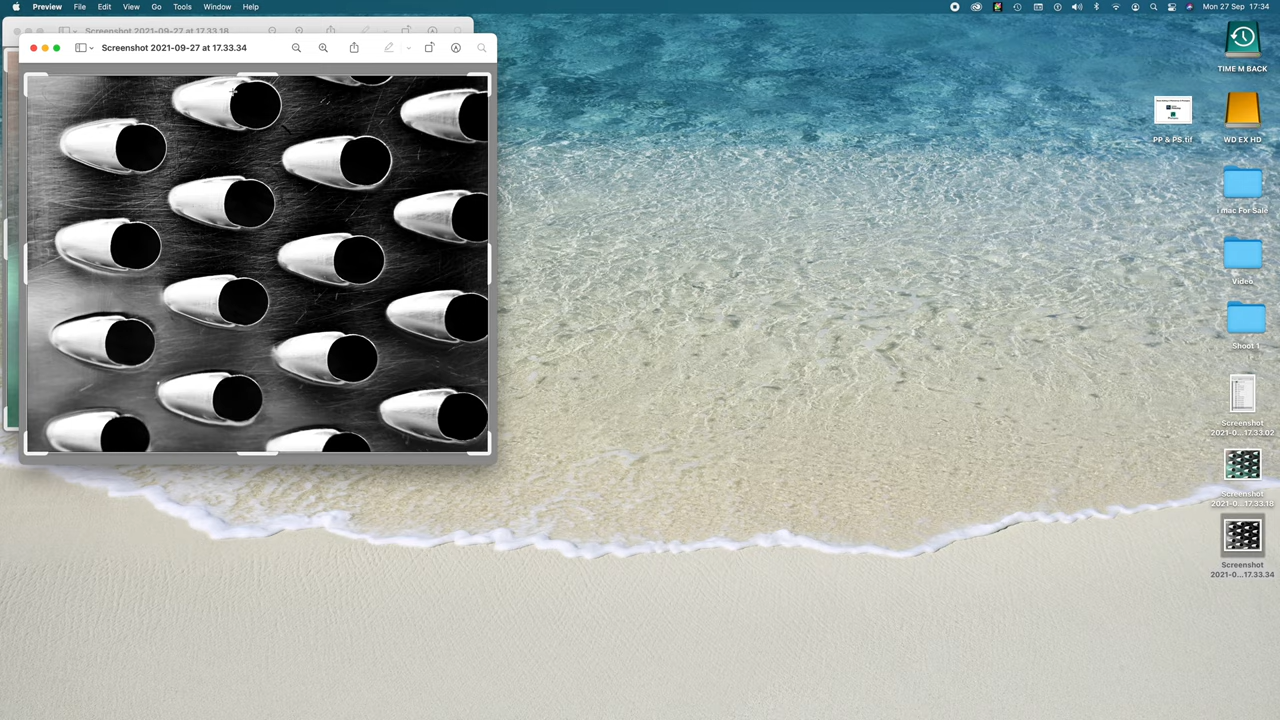 Preview File Edit View Go Tools Window Help
Mon 27 Sep 17:34
Screenshot 2021-09-27 at 17.33.18
Screenshot 2021-09-27 at 17.33.34
TIME M BACK
PP & PS.tif
WD EX HD
i mac For Sale
Video
Shoot 1
Screenshot
2021-0...17.33.02
Screenshot
2021-0...17.33.18
Screenshot
2021-0...17.33.34